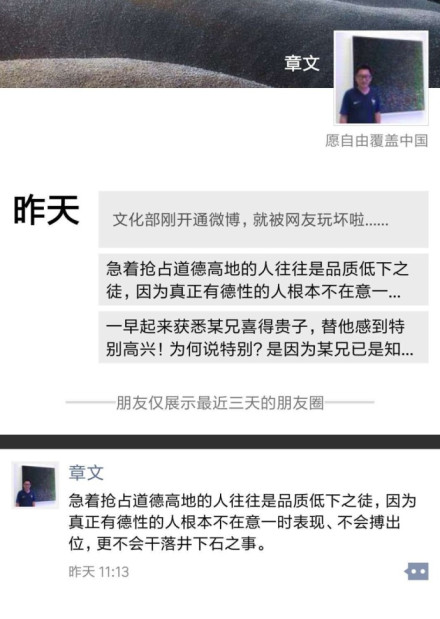 章文
愿自由覆盖中国
昨天
文化部刚开通微博，就被网友玩坏啦......
急着抢占道德高地的人往往是品质低下之
徒，因为真正有德性的人根本不在意一...
一早起来获悉某兄喜得贵子，替他感到特
别高兴！为何说特别？是因为某兄已是知...
朋友仅展示最近三天的朋友圈
章文
急着抢占道德高地的人往往是品质低下之徒，因为
真正有德性的人根本不在意一时表现、不会搏出
位，更不会干落井下石之事。
昨天 11:13